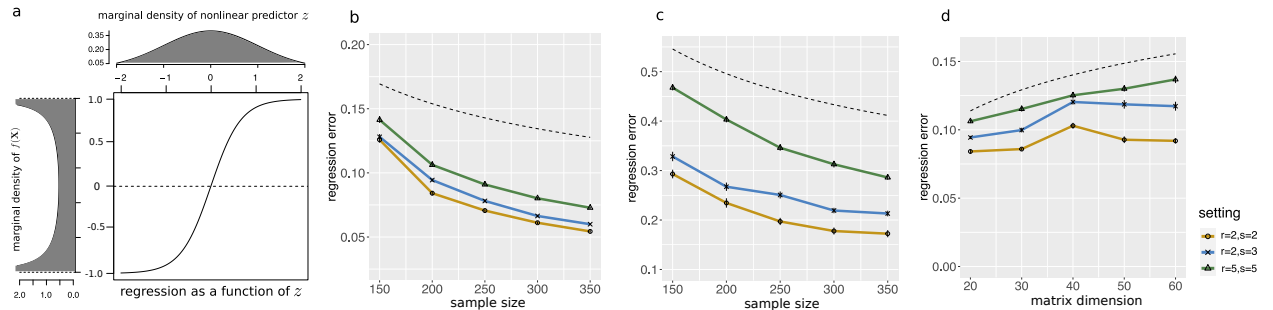 a
marginal density of nonlinear predictor z
0.35
0.20
0.05
−2
−1
0
1
2
marginal density of f(X)
2.0
1.0
0.0
1.0
0.5
0
-0.5
-1.0
regression as a function of z
b
regression error
0.20
0.15
0.10
0.05
150
200
250
300
350
sample size
c
regression error
0.5
0.4
0.3
0.2
0.1
150
200
250
300
350
sample size
d
regression error
0.15
0.10
0.05
0.00
20
30
40
50
60
matrix dimension
setting
r=2,s=2
r=2,s=3
r=5,s=5